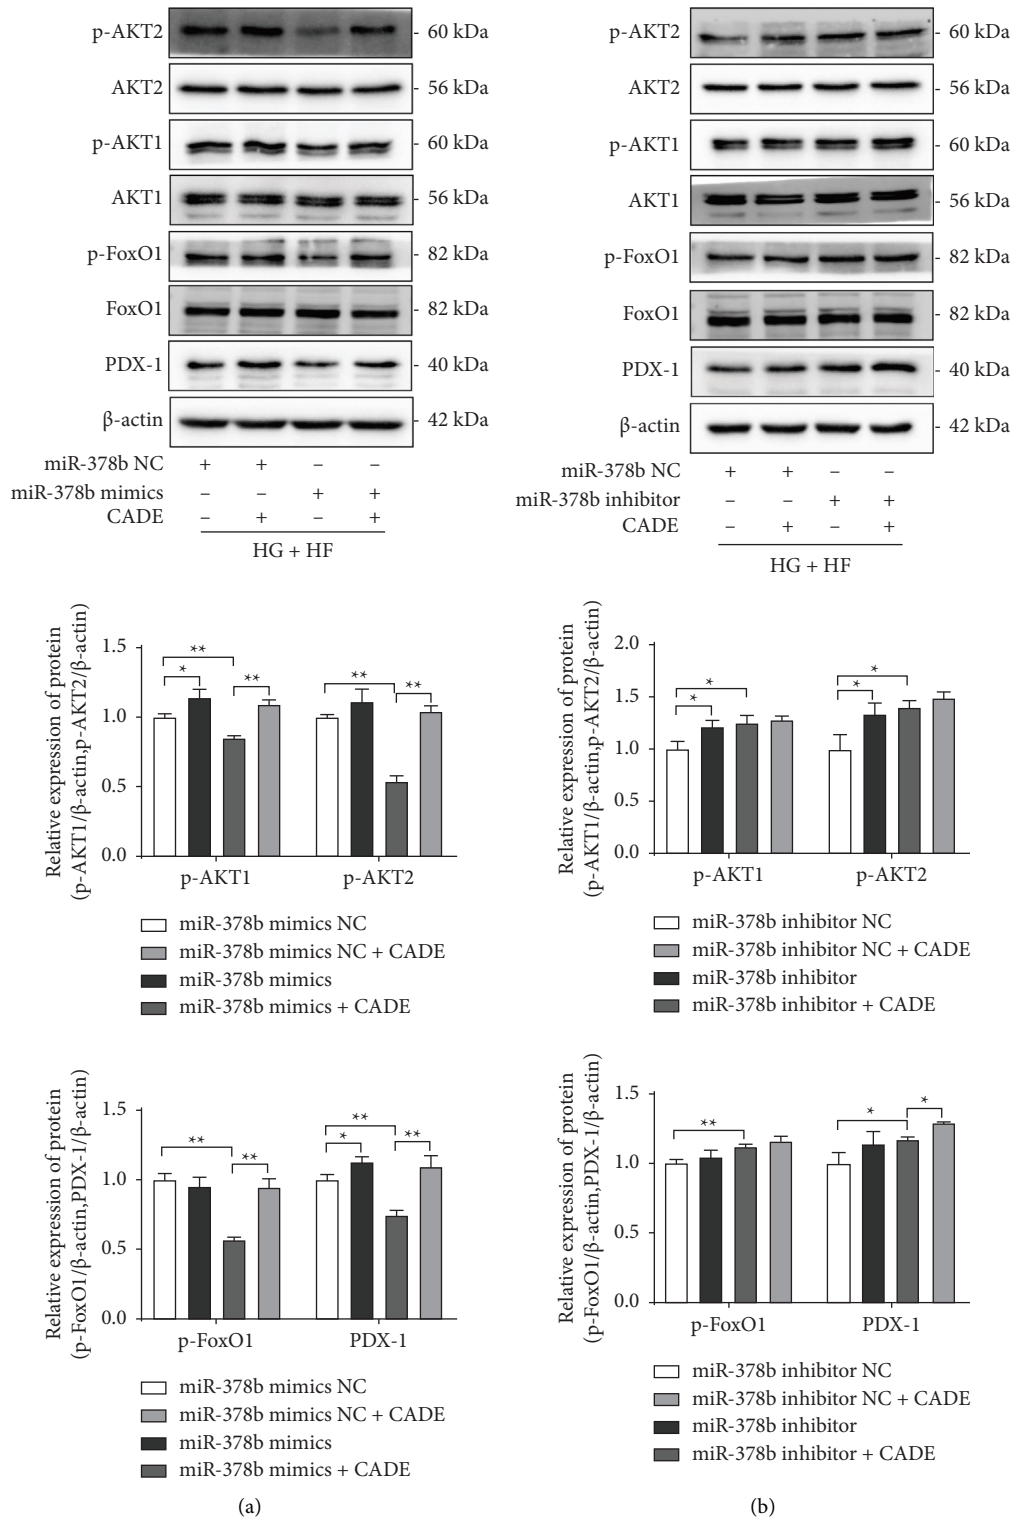 p-AKT2 - 60 kDa
AKT2 - 56 kDa
p-AKT1 - 60 kDa
AKT1 - 56 kDa
p-FoxO1 - 82 kDa
FoxO1 - 82 kDa
PDX-1 - 40 kDa
β-actin - 42 kDa
miR-378b NC + + – –
miR-378b mimics – – + +
CADE – + – +
HG + HF
Relative expression of protein
(p-AKT1/β-actin,p-AKT2/β-actin)
1.5
1.0
0.5
0.0
** * ** ** **
p-AKT1 p-AKT2
miR-378b mimics NC
miR-378b mimics NC + CADE
miR-378b mimics
miR-378b mimics + CADE
Relative expression of protein
(p-FoxO1/β-actin,PDX-1/β-actin)
1.5
1.0
0.5
0.0
** ** ** * **
p-FoxO1 PDX-1
miR-378b mimics NC
miR-378b mimics NC + CADE
miR-378b mimics
miR-378b mimics + CADE
(a)
p-AKT2 - 60 kDa
AKT2 - 56 kDa
p-AKT1 - 60 kDa
AKT1 - 56 kDa
p-FoxO1 - 82 kDa
FoxO1 - 82 kDa
PDX-1 - 40 kDa
β-actin - 42 kDa
miR-378b NC + + – –
miR-378b inhibitor – – + +
CADE – + – +
HG + HF
Relative expression of protein
(p-AKT1/β-actin,p-AKT2/β-actin)
2.0
1.5
1.0
0.5
0.0
* * * *
p-AKT1 p-AKT2
miR-378b inhibitor NC
miR-378b inhibitor NC + CADE
miR-378b inhibitor
miR-378b inhibitor + CADE
Relative expression of protein
(p-FoxO1/β-actin,PDX-1/β-actin)
1.5
1.0
0.5
0.0
** * *
p-FoxO1 PDX-1
miR-378b inhibitor NC
miR-378b inhibitor NC + CADE
miR-378b inhibitor
miR-378b inhibitor + CADE
(b)